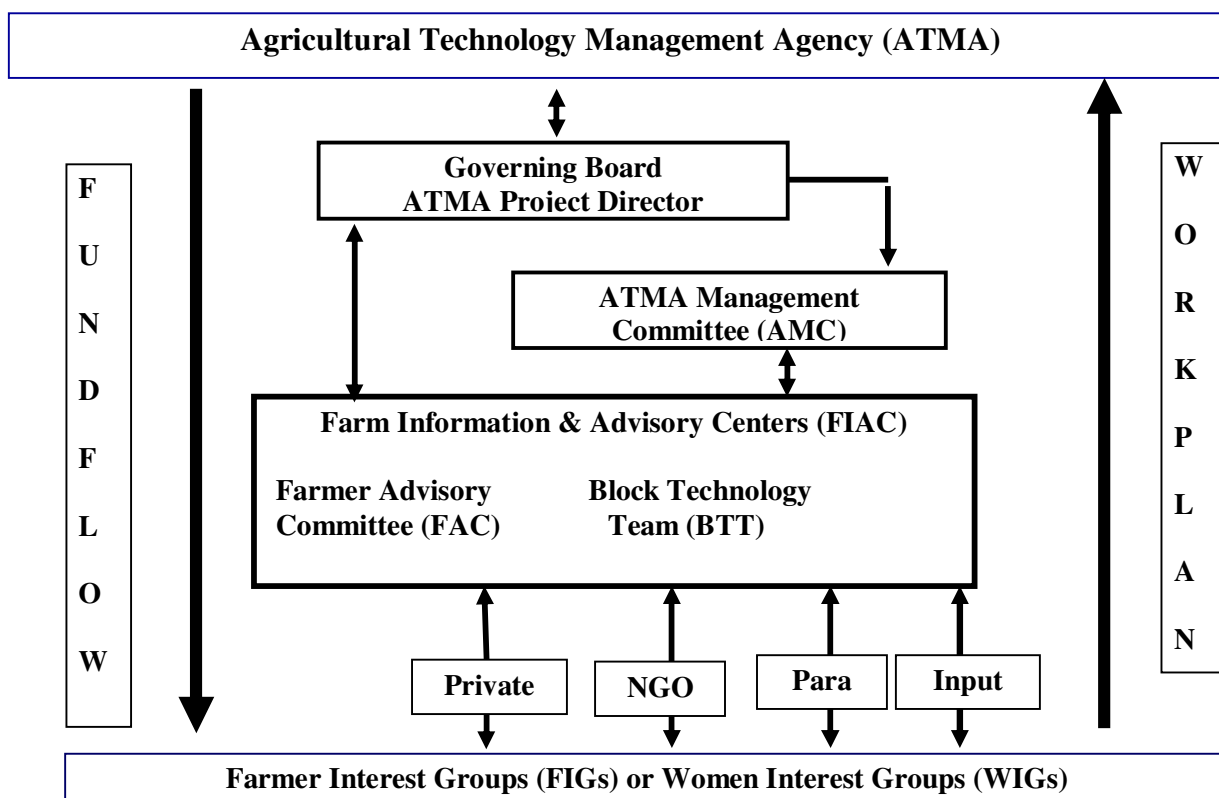 Agricultural Technology Management Agency (ATMA)
Governing Board
ATMA Project Director
F
U
N
D
F
L
O
W
W
O
R
K
P
L
A
N
ATMA Management
Committee (AMC)
Farm Information & Advisory Centers (FIAC)
Farmer Advisory
Committee (FAC)
Block Technology
Team (BTT)
Private
NGO
Para
Input
Farmer Interest Groups (FIGs) or Women Interest Groups (WIGs)